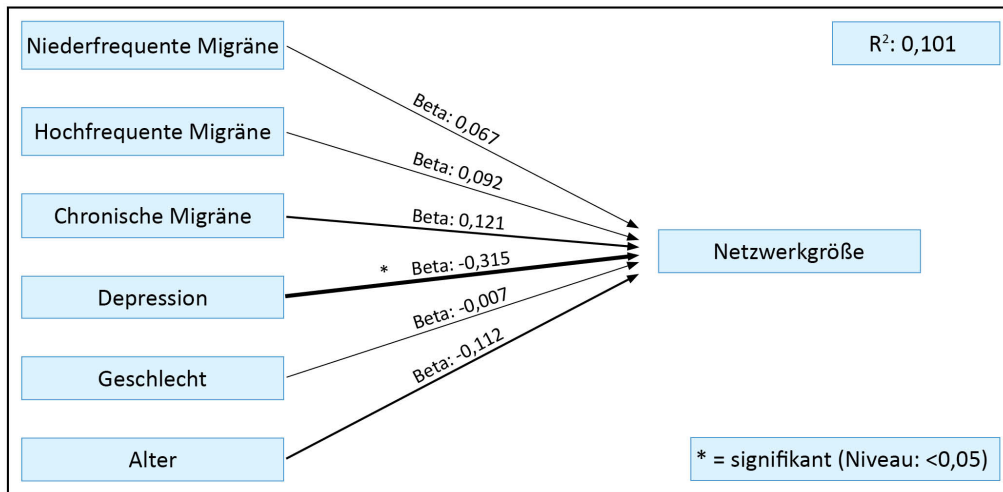 Niederfrequente Migräne
R²: 0,101
Beta: 0,067
Hochfrequente Migräne
Beta: 0,092
Chronische Migräne
Beta: 0,121
Netzwerkgröße
* Beta: -0,315
Depression
Beta: -0,007
Geschlecht
Beta: -0,112
Alter
* = signifikant (Niveau: <0,05)